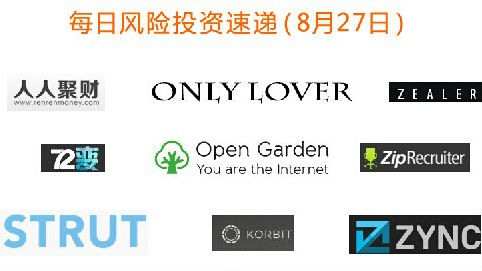 每日风险投资速递(8月27日)
人人聚财
www.renrenmoney.com
ONLY LOVER
ZEALER
72变
Open Garden
You are the Internet
ZipRecruiter
STRUT
KORBIT
ZYNC